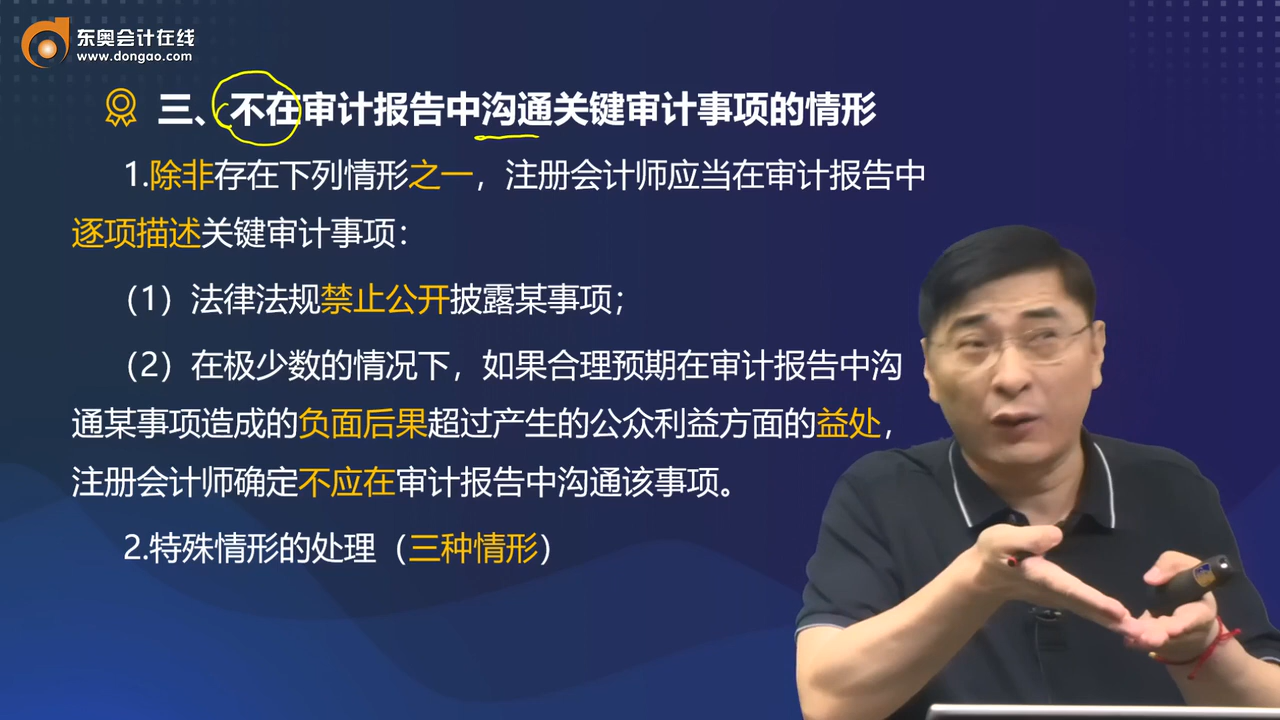 东奥会计在线
www.dongao.com
三、不在审计报告中沟通关键审计事项的情形
1.除非存在下列情形之一，注册会计师应当在审计报告中
逐项描述关键审计事项：
（1）法律法规禁止公开披露某事项；
（2）在极少数的情况下，如果合理预期在审计报告中沟
通某事项造成的负面后果超过产生的公众利益方面的益处，
注册会计师确定不应在审计报告中沟通该事项。
2.特殊情形的处理（三种情形）